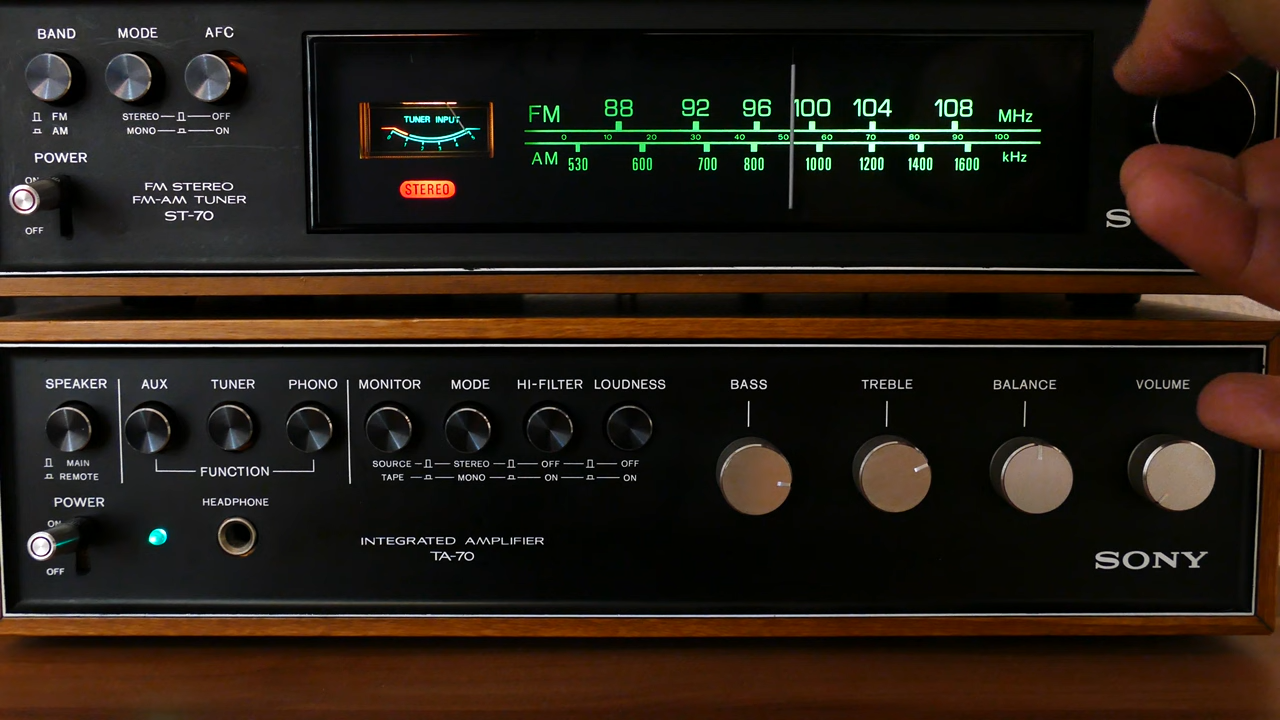 BAND MODE AFC
FM STEREO OFF
AM MONO ON
POWER
ON
OFF
FM STEREO
FM-AM TUNER
ST-70
TUNER INPUT
STEREO
FM 88 92 96 100 104 108 MHz
0 10 20 30 40 50 70 80 90 100
AM 530 600 700 800 1000 1200 1400 1600 kHz
S
SPEAKER AUX TUNER PHONO MONITOR MODE HI-FILTER LOUDNESS BASS TREBLE BALANCE VOLUME
MAIN SOURCE STEREO OFF OFF
REMOTE FUNCTION TAPE MONO ON ON
POWER HEADPHONE
ON
OFF
INTEGRATED AMPLIFIER
TA-70
SONY